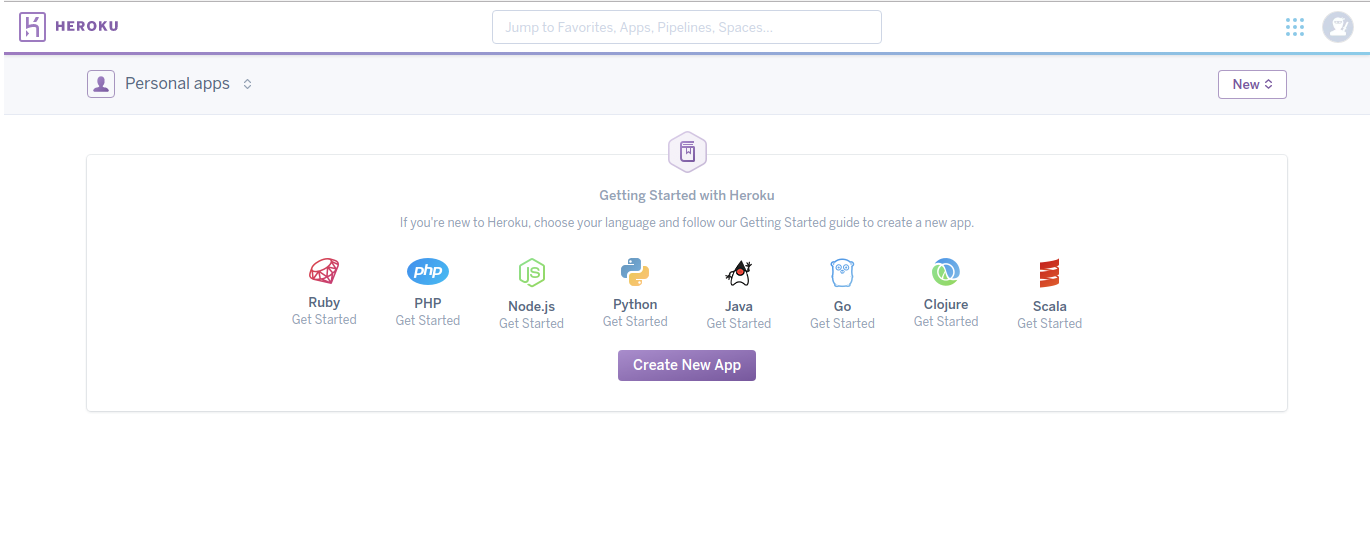 HEROKU
Jump to Favorites, Apps, Pipelines, Spaces...
Personal apps
New
Getting Started with Heroku
If you're new to Heroku, choose your language and follow our Getting Started guide to create a new app.
php
JS
Ruby PHP Node.js Python Java Go Clojure Scala
Get Started Get Started Get Started Get Started Get Started Get Started Get Started Get Started
Create New App